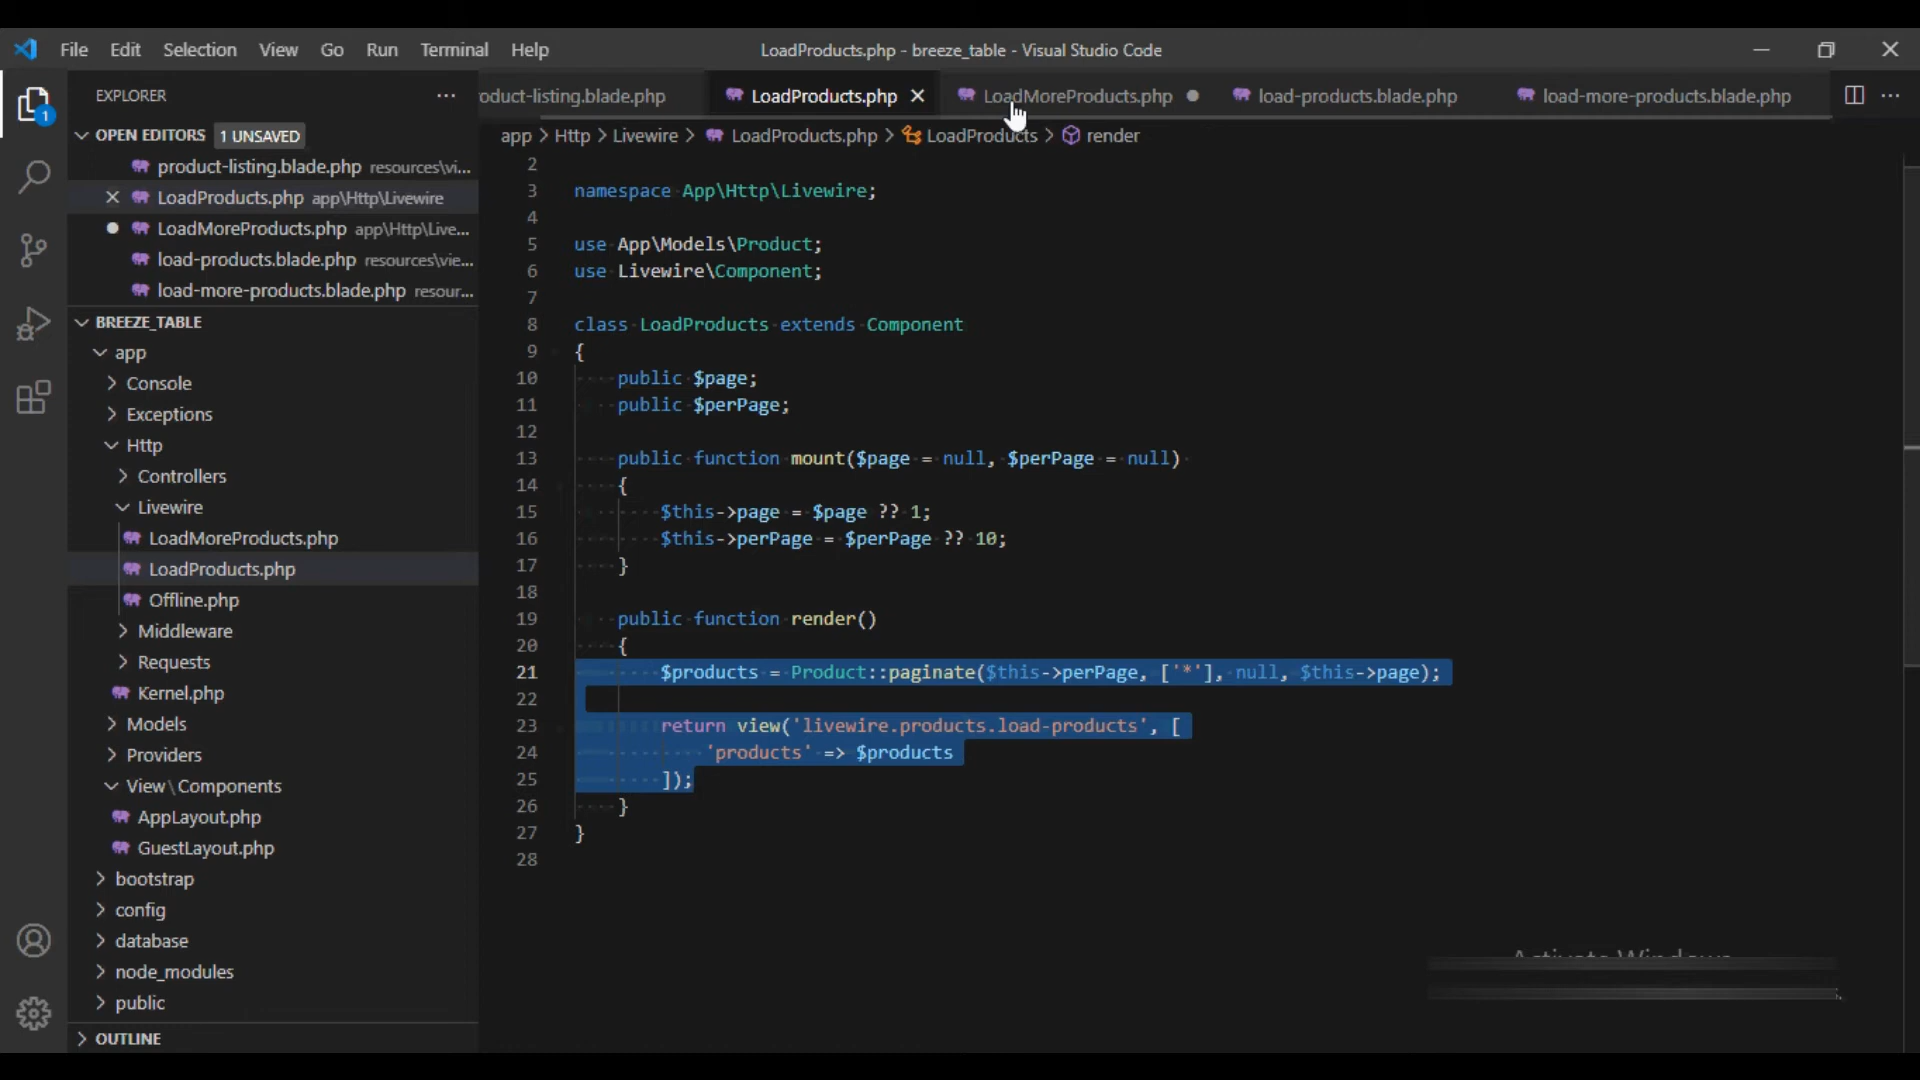 File Edit Selection View Go Run Terminal Help LoadProducts.php - breeze_table - Visual Studio Code
EXPLORER
oduct-listing.blade.php LoadProducts.php LoadMoreProducts.php load-products.blade.php load-more-products.blade.php
app > Http > Livewire > LoadProducts.php > LoadProducts > render
1
OPEN EDITORS 1 UNSAVED
product-listing.blade.php resources\vi...
LoadProducts.php app\Http\Livewire
LoadMoreProducts.php app\Http\Live...
load-products.blade.php resources\vie...
load-more-products.blade.php resour...
BREEZE_TABLE
app
Console
Exceptions
Http
Controllers
Livewire
LoadMoreProducts.php
LoadProducts.php
Offline.php
Middleware
Requests
Kernel.php
Models
Providers
View\Components
AppLayout.php
GuestLayout.php
bootstrap
config
database
node_modules
public
OUTLINE
2
3 namespace App\Http\Livewire;
4
5 use App\Models\Product;
6 use Livewire\Component;
7
8 class LoadProducts extends Component
9 {
10 public $page;
11 public $perPage;
12
13 public function mount($page = null, $perPage = null)
14 {
15 $this->page = $page ?? 1;
16 $this->perPage = $perPage ?? 10;
17 }
18
19 public function render()
20 {
21 $products = Product::paginate($this->perPage, ['*'], null, $this->page);
22
23 return view('livewire.products.load-products', [
24 'products' => $products
25 ]);
26 }
27 }
28